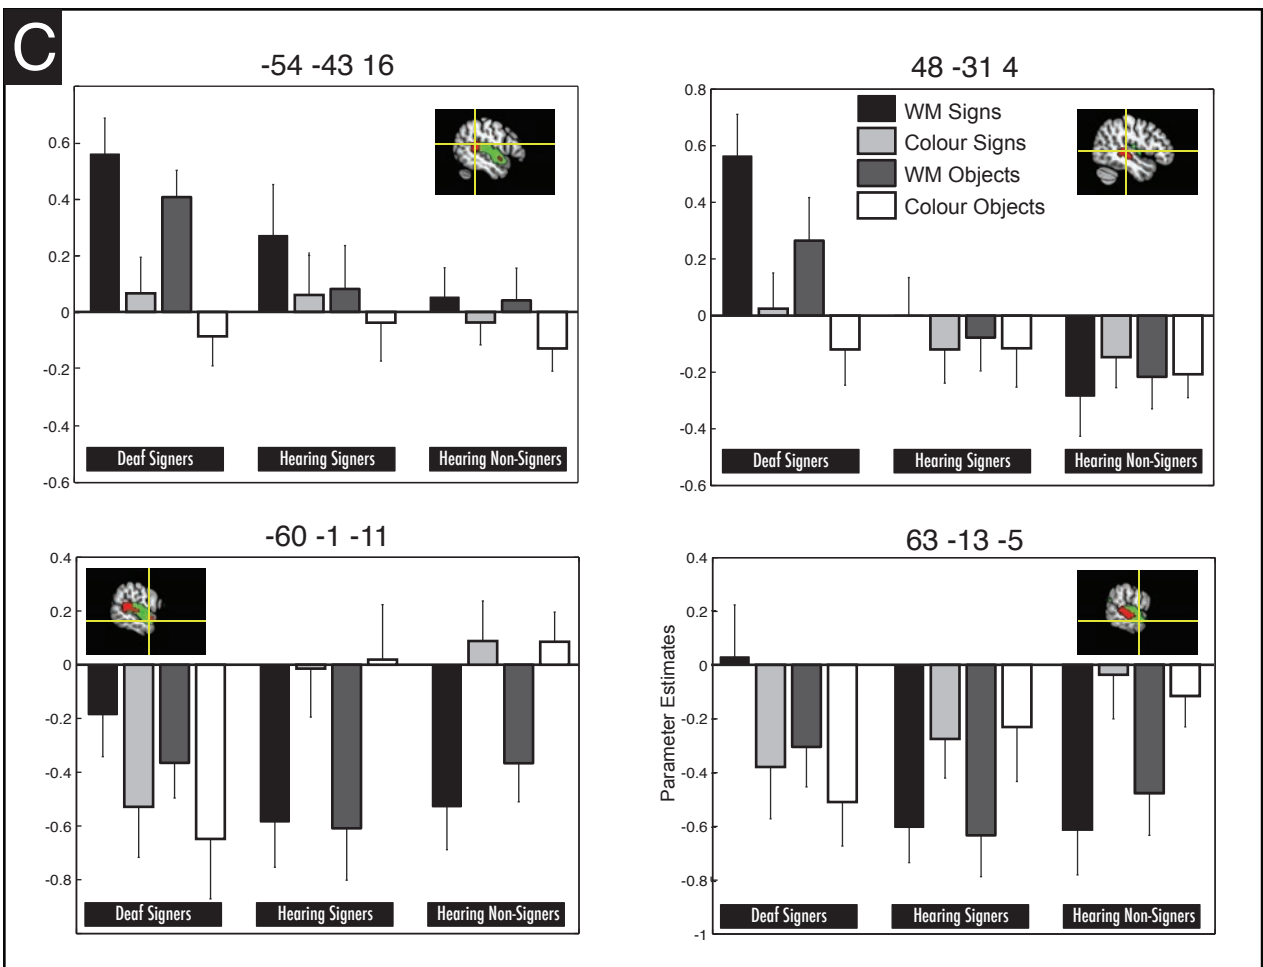 C
-54 -43 16
0.6
0.4
0.2
0
-0.2
-0.4
-0.6
Deaf Signers
Hearing Signers
Hearing Non-Signers
48 -31 4
0.8
0.6
0.4
0.2
0
-0.2
-0.4
-0.6
WM Signs
Colour Signs
WM Objects
Colour Objects
Deaf Signers
Hearing Signers
Hearing Non-Signers
-60 -1 -11
0.4
0.2
0
-0.2
-0.4
-0.6
-0.8
Deaf Signers
Hearing Signers
Hearing Non-Signers
63 -13 -5
Parameter Estimates
0.4
0.2
0
-0.2
-0.4
-0.6
-0.8
-1
Deaf Signers
Hearing Signers
Hearing Non-Signers